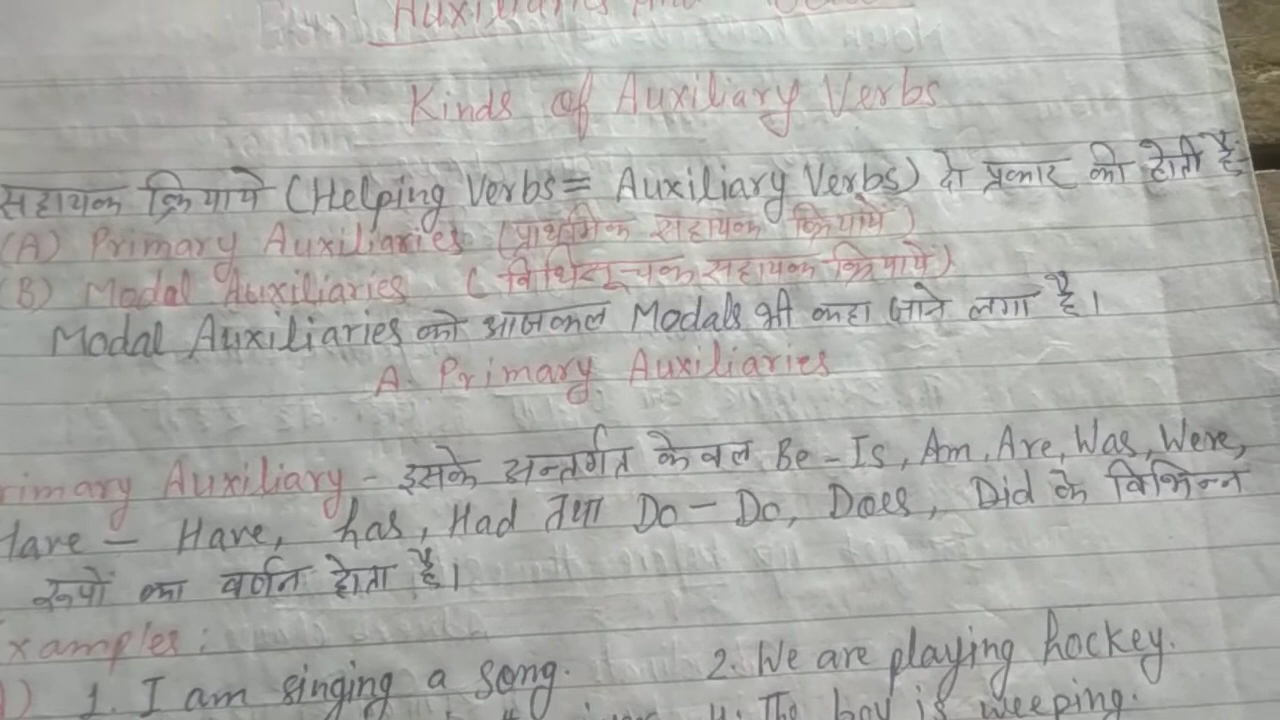 Auxiliaries
Kinds of Auxiliary Verbs
सहायक क्रियाये (Helping Verbs= Auxiliary Verbs) दो प्रकार की होती है
(A) Primary Auxiliaries (प्राथमिक सहायक क्रियाये)
(B) Modal Auxiliaries (विधिसूचक सहायक क्रियाये)
Modal Auxiliaries को आजकल Modals भी कहा जाने लगा है।
A. Primary Auxiliaries
rimary Auxiliary - इसके अन्तर्गत केवल Be - Is, Am, Are, Was, Were,
Have - Have, has, Had तथा Do - Do, Does, Did के विभिन्न
रूपों का वर्णन होता है।
xamples:
) 1. I am singing a song. 2. We are playing hockey.
4. The boy is weeping.